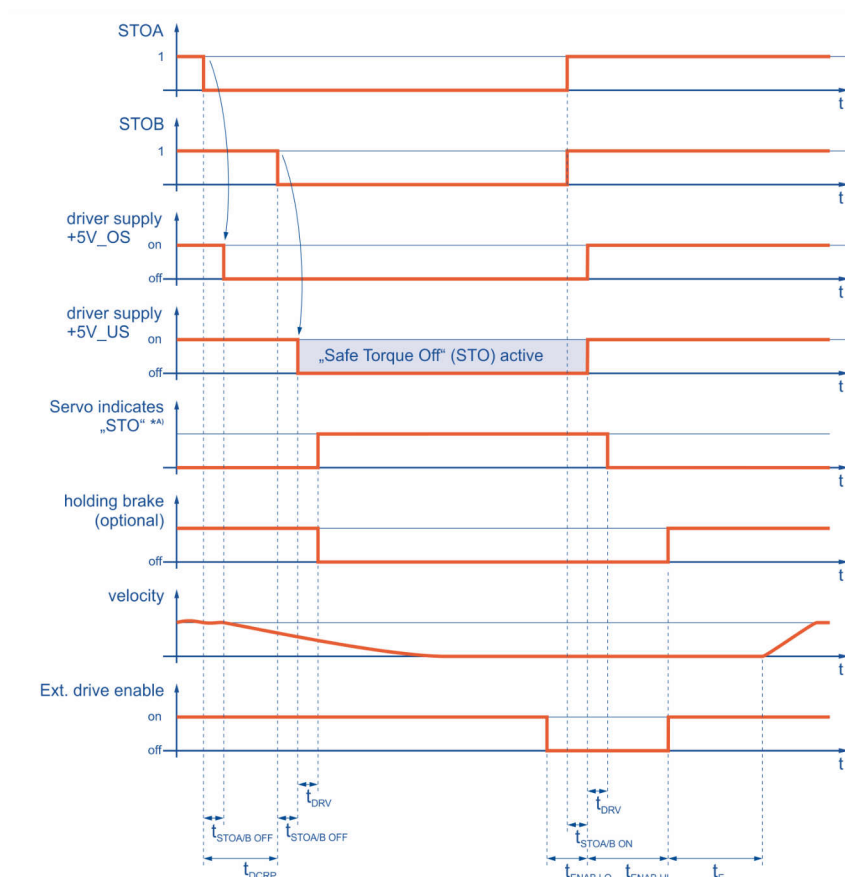 STOA
1
t
STOB
1
t
driver supply
+5V_OS
on
off
t
driver supply
+5V_US
on
„Safe Torque Off“ (STO) active
off
t
Servo indicates
„STO“ *A)
t
holding brake
(optional)
off
t
velocity
t
Ext. drive enable
on
off
t
tDRV
tDRV
tSTOA/B OFF
tSTOA/B OFF
tSTOA/B ON
tDCRP